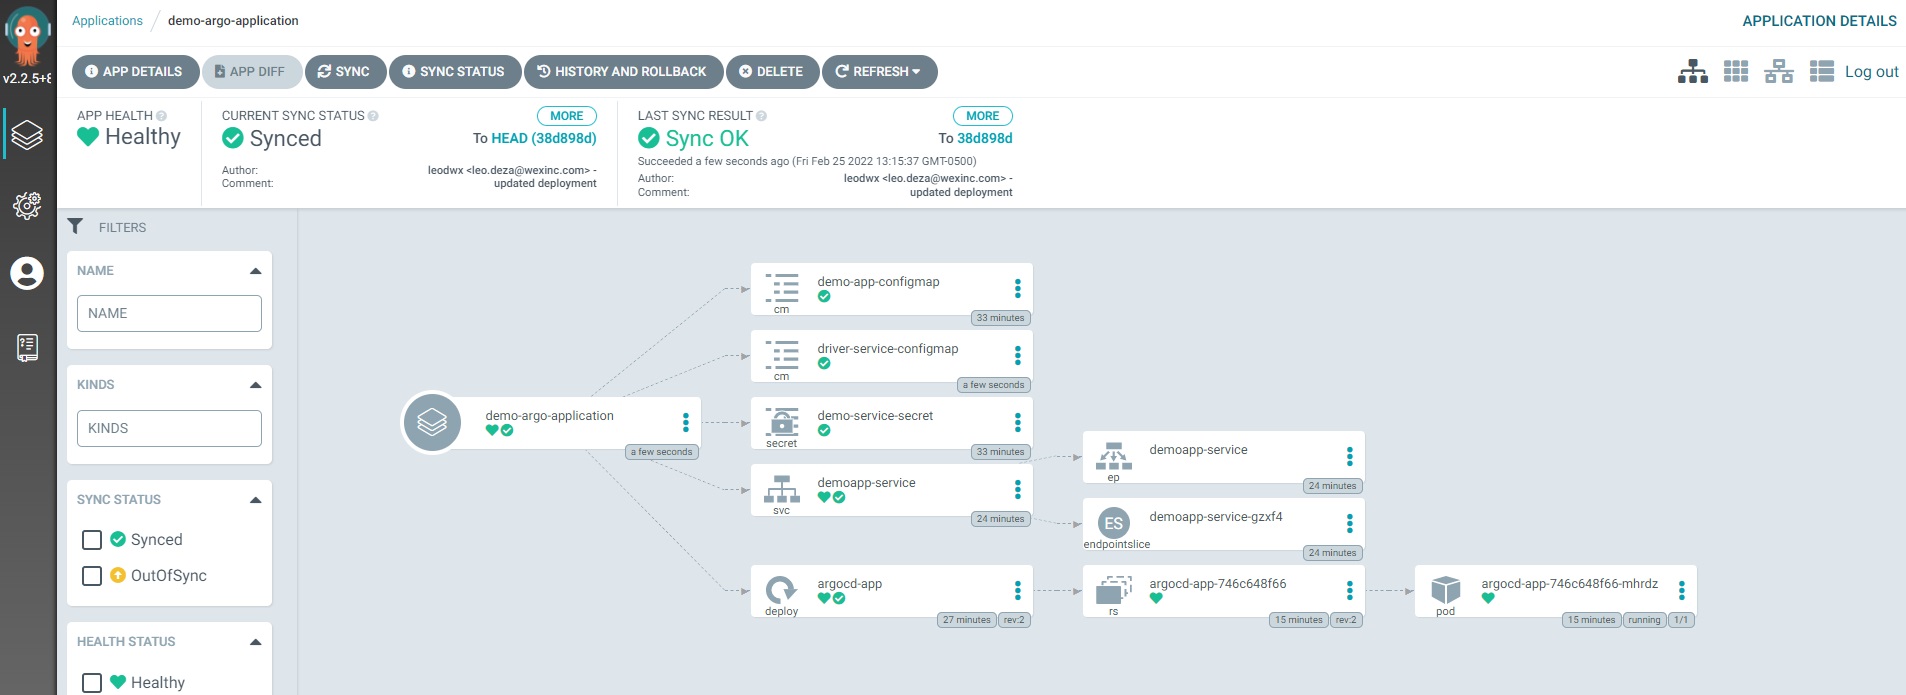 Applications / demo-argo-application
APPLICATION DETAILS
v2.2.5+8
APP DETAILS
APP DIFF
SYNC
SYNC STATUS
HISTORY AND ROLLBACK
DELETE
REFRESH
Log out
APP HEALTH
Healthy
CURRENT SYNC STATUS
MORE
Synced
To HEAD (38d898d)
Author:
leodwx <leo.deza@wexinc.com> -
Comment:
updated deployment
LAST SYNC RESULT
MORE
Sync OK
To 38d898d
Succeeded a few seconds ago (Fri Feb 25 2022 13:15:37 GMT-0500)
Author:
leodwx <leo.deza@wexinc.com> -
Comment:
updated deployment
FILTERS
NAME
NAME
KINDS
KINDS
SYNC STATUS
Synced
OutOfSync
HEALTH STATUS
Healthy
demo-argo-application
a few seconds
demo-app-configmap
cm
33 minutes
driver-service-configmap
cm
a few seconds
demo-service-secret
secret
33 minutes
demoapp-service
svc
24 minutes
argocd-app
deploy
27 minutes
rev:2
demoapp-service
ep
24 minutes
ES
demoapp-service-gzxf4
endpointslice
24 minutes
argocd-app-746c648f66
rs
15 minutes
rev:2
argocd-app-746c648f66-mhrdz
pod
15 minutes
running
1/1